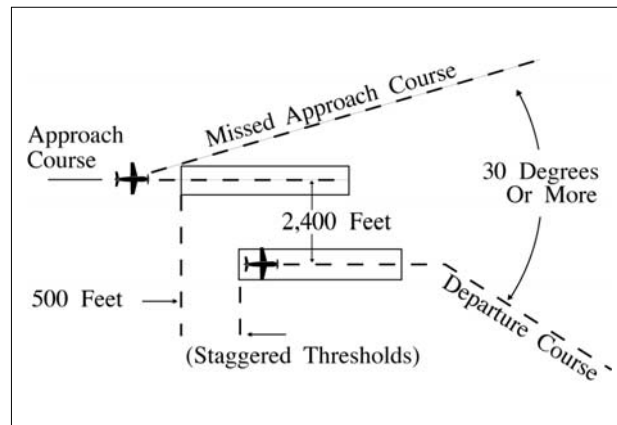 Missed Approach Course
Approach
Course
30 Degrees
Or More
2,400 Feet
500 Feet
Departure Course
(Staggered Thresholds)